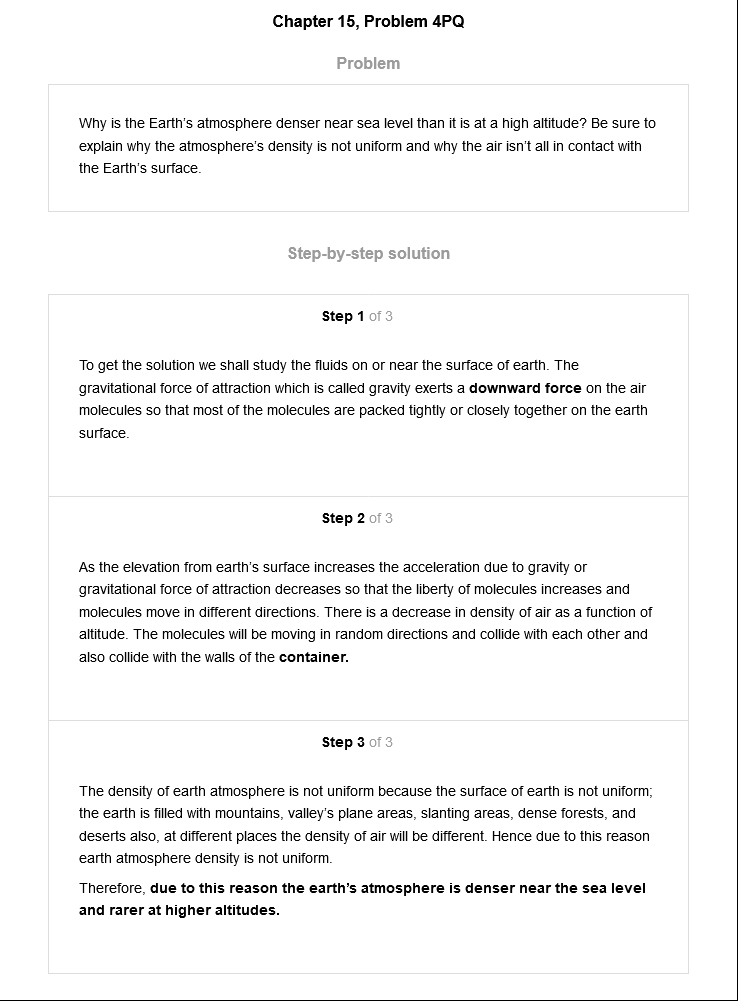 Chapter 15, Problem 4PQ
Problem
Why is the Earth's atmosphere denser near sea level than it is at a high altitude? Be sure to
explain why the atmosphere's density is not uniform and why the air isn't all in contact with
the Earth's surface.
Step-by-step solution
Step 1 of 3
To get the solution we shall study the fluids on or near the surface of earth. The
gravitational force of attraction which is called gravity exerts a downward force on the air
molecules so that most of the molecules are packed tightly or closely together on the earth
surface.
Step 2 of 3
As the elevation from earth's surface increases the acceleration due to gravity or
gravitational force of attraction decreases so that the liberty of molecules increases and
molecules move in different directions. There is a decrease in density of air as a function of
altitude. The molecules will be moving in random directions and collide with each other and
also collide with the walls of the container.
Step 3 of 3
The density of earth atmosphere is not uniform because the surface of earth is not uniform;
the earth is filled with mountains, valley's plane areas, slanting areas, dense forests, and
deserts also, at different places the density of air will be different. Hence due to this reason
earth atmosphere density is not uniform.
Therefore, due to this reason the earth's atmosphere is denser near the sea level
and rarer at higher altitudes.